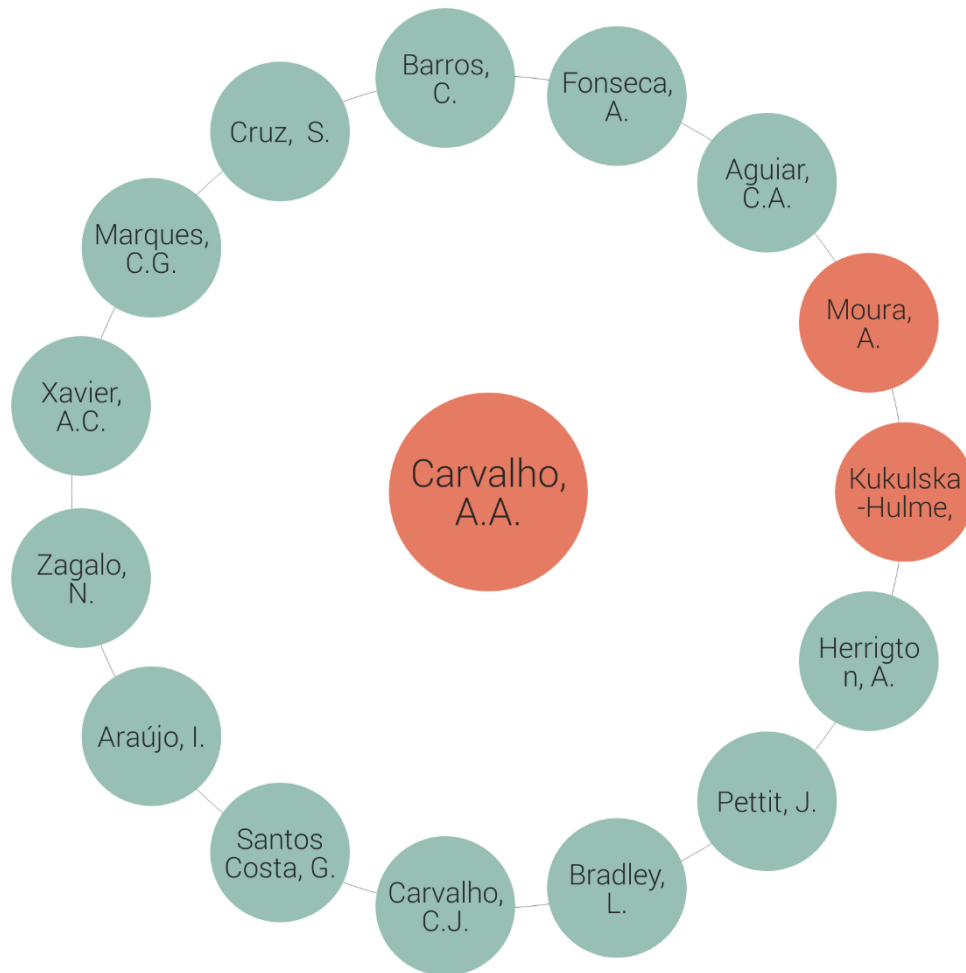 Barros,
C.
Fonseca,
A.
Aguiar,
C.A.
Moura,
A.
Kukulska
-Hulme,
Herrigto
n, A.
Pettit, J.
Bradley,
L.
Carvalho,
C.J.
Santos
Costa, G.
Araújo, I.
Zagalo,
N.
Xavier,
A.C.
Marques,
C.G.
Cruz,  S.
Carvalho,
A.A.